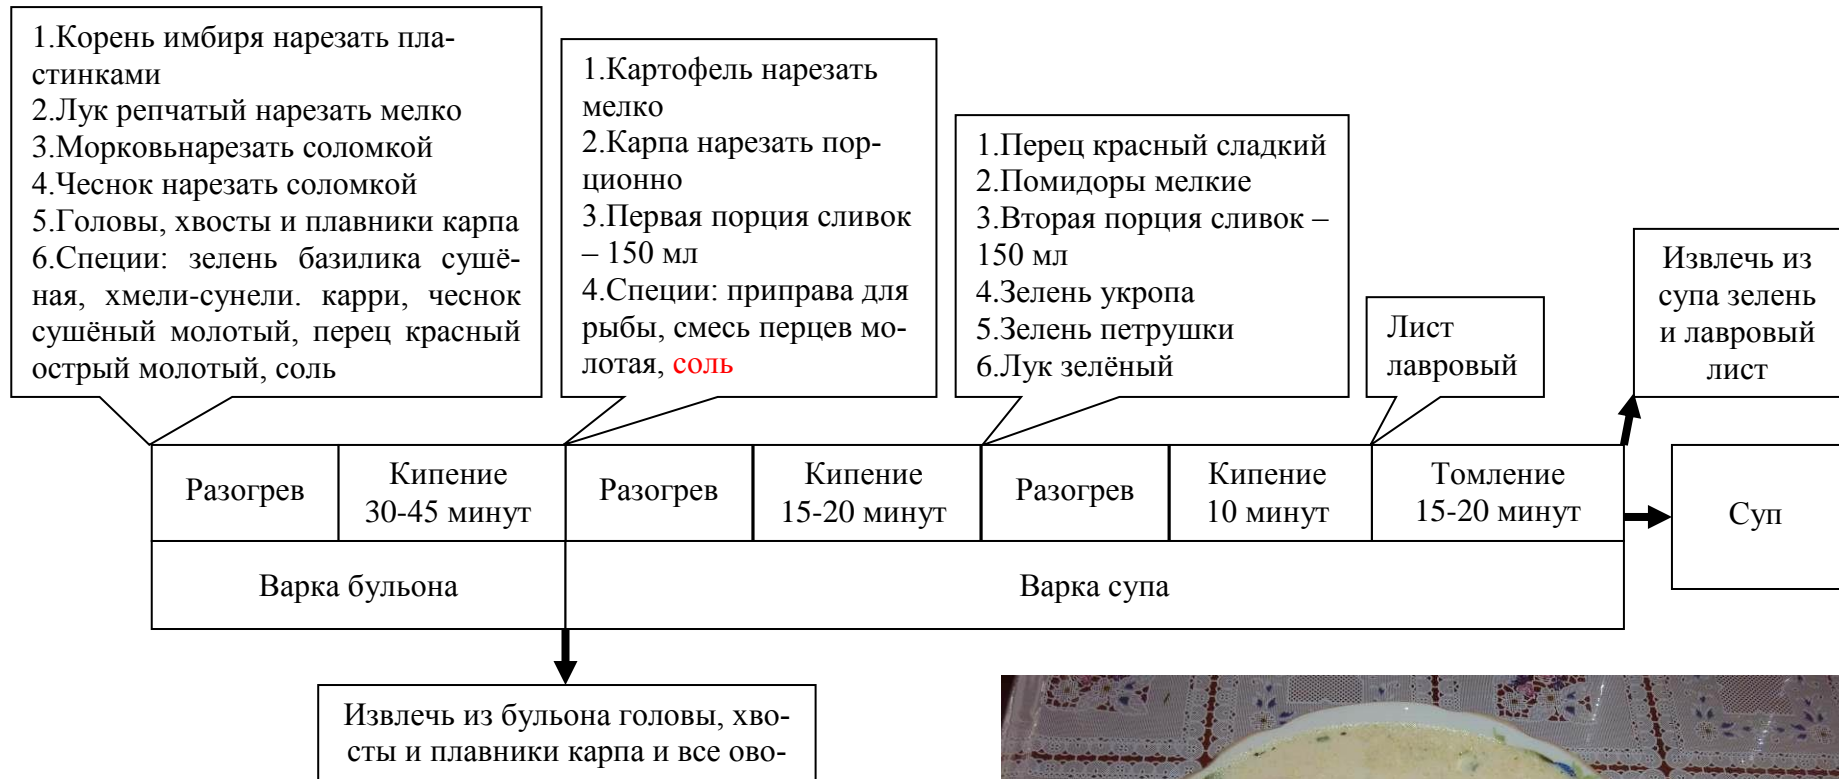 1.Корень имбиря нарезать пла-
стинками
2.Лук репчатый нарезать мелко
3.Морковьнарезать соломкой
4.Чеснок нарезать соломкой
5.Головы, хвосты и плавники карпа
6.Специи: зелень базилика сушё-
ная, хмели-сунели. карри, чеснок
сушёный молотый, перец красный
острый молотый, соль
1.Картофель нарезать
мелко
2.Карпа нарезать пор-
ционно
3.Первая порция сливок
– 150 мл
4.Специи: приправа для
рыбы, смесь перцев мо-
лотая, соль
1.Перец красный сладкий
2.Помидоры мелкие
3.Вторая порция сливок –
150 мл
4.Зелень укропа
5.Зелень петрушки
6.Лук зелёный
Лист
лавровый
Извлечь из
супа зелень
и лавровый
лист
Разогрев
Кипение
30-45 минут
Разогрев
Кипение
15-20 минут
Разогрев
Кипение
10 минут
Томление
15-20 минут
Суп
Варка бульона
Варка супа
Извлечь из бульона головы, хво-
сты и плавники карпа и все ово-